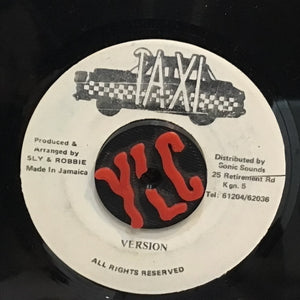 TAXI
Produced &
Arranged by
SLY & ROBBIE
Made In Jamaica
Distributed by
Sonic Sounds
25 Retirement Rd
Kgn. 5
Tel: 61204/62036
Y'LC
VERSION
ALL RIGHTS RESERVED